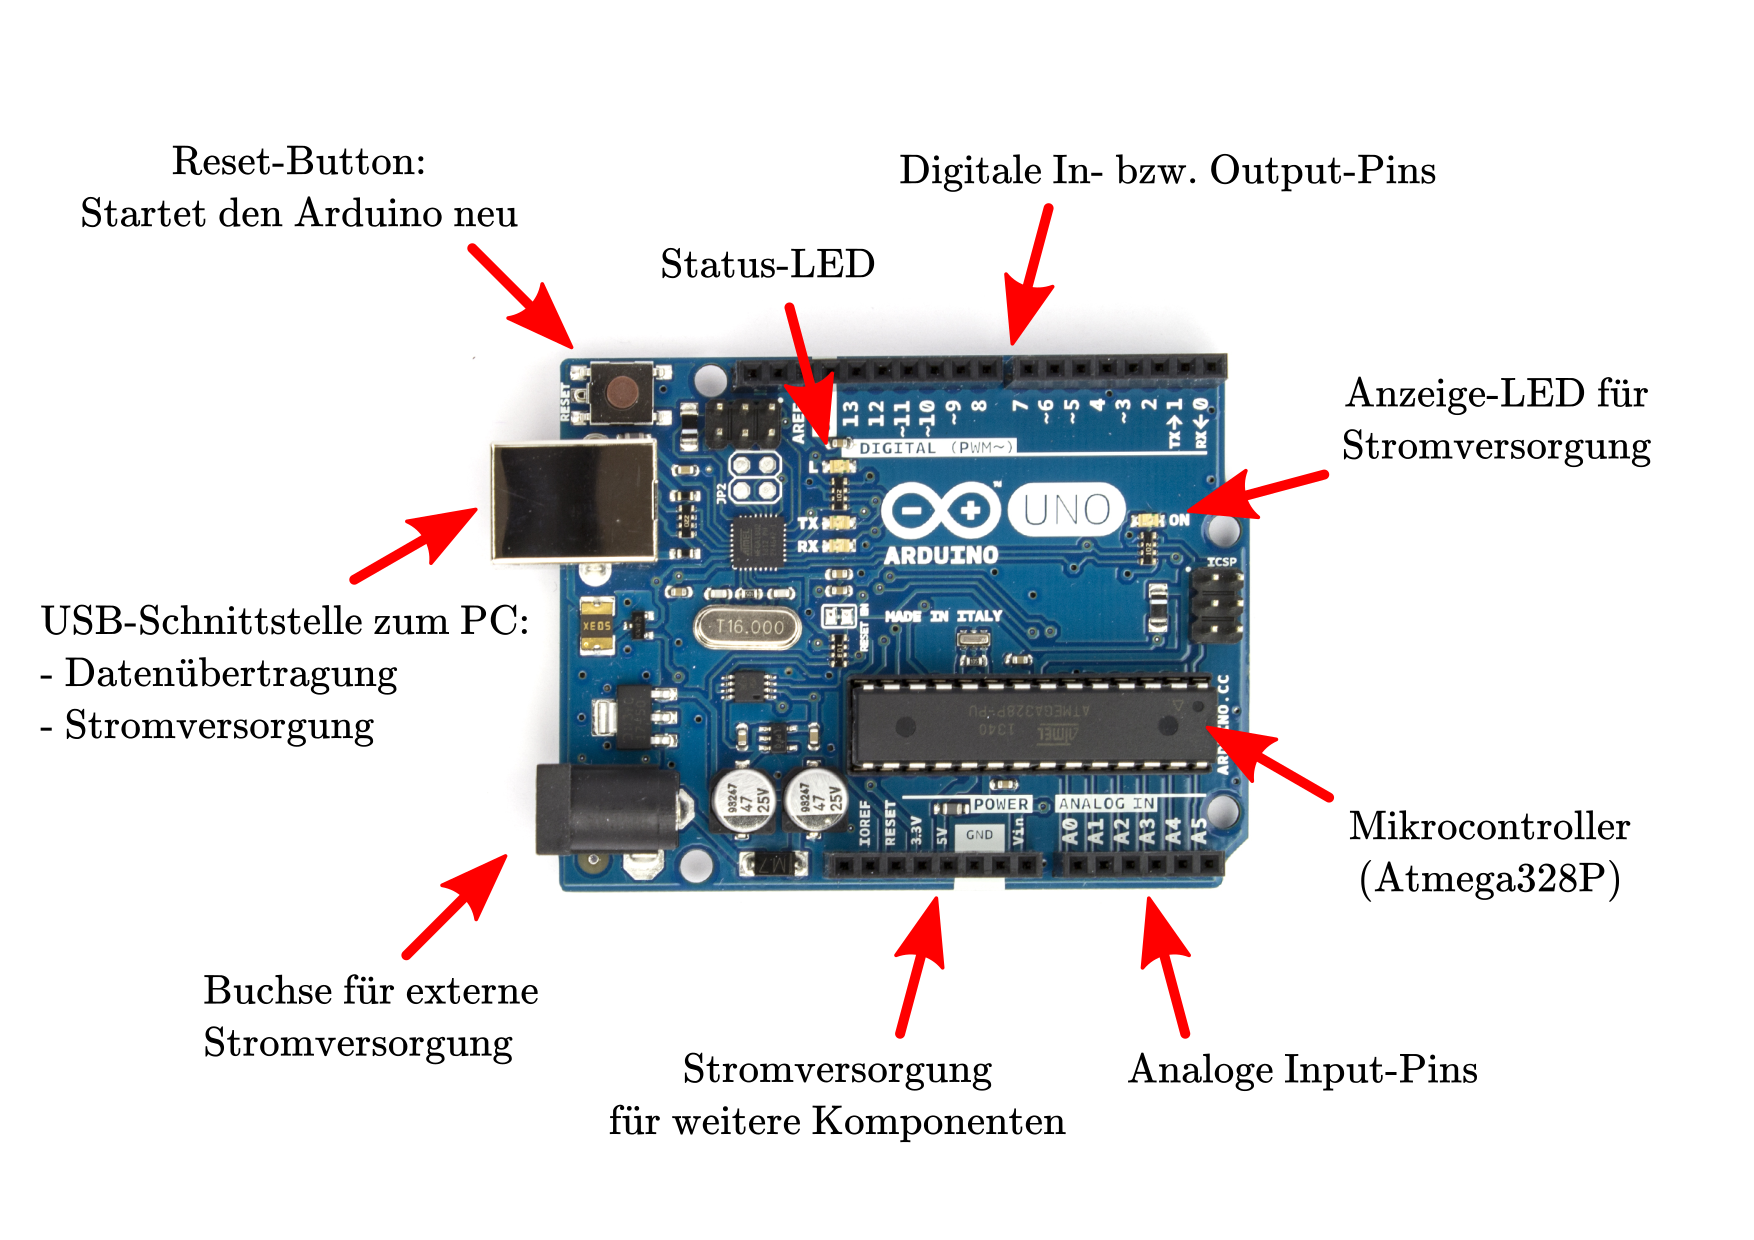 Reset-Button:
Startet den Arduino neu
Digitale In- bzw. Output-Pins
Status-LED
Anzeige-LED für
Stromversorgung
USB-Schnittstelle zum PC:
- Datenübertragung
- Stromversorgung
Mikrocontroller
(Atmega328P)
Buchse für externe
Stromversorgung
Stromversorgung
für weitere Komponenten
Analoge Input-Pins
RESET
13
12
~11
~10
~9
8
7
~6
~5
4
~3
2
TX→1
RX←0
DIGITAL (PWM~)
JP2
L
TX
RX
UNO
ARDUINO
ON
ICSP
T16.000
RESET EN
MADE IN ITALY
ATMEGA328P-PU
1340
ATMEL
98247
47
25V
98247
47
25V
IOREF
RESET
3.3V
5V
GND
Vin
POWER
ANALOG IN
A0
A1
A2
A3
A4
A5